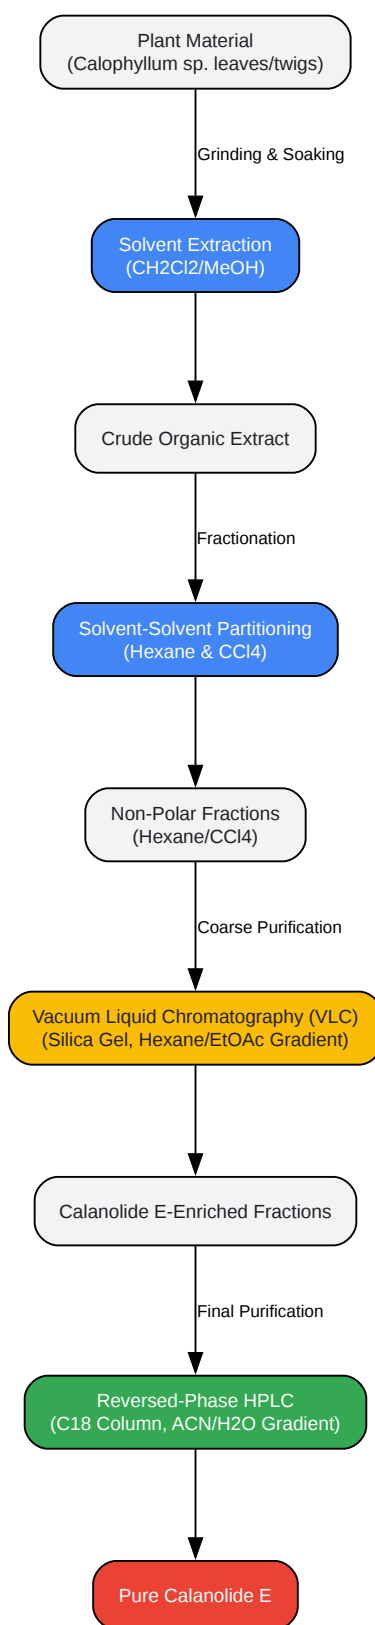 Plant Material
(Calophyllum sp. leaves/twigs)
Grinding & Soaking
Solvent Extraction
(CH2Cl2/MeOH)
Crude Organic Extract
Fractionation
Solvent-Solvent Partitioning
(Hexane & CCl4)
Non-Polar Fractions
(Hexane/CCl4)
Coarse Purification
Vacuum Liquid Chromatography (VLC)
(Silica Gel, Hexane/EtOAc Gradient)
Calanolide E-Enriched Fractions
Final Purification
Reversed-Phase HPLC
(C18 Column, ACN/H2O Gradient)
Pure Calanolide E